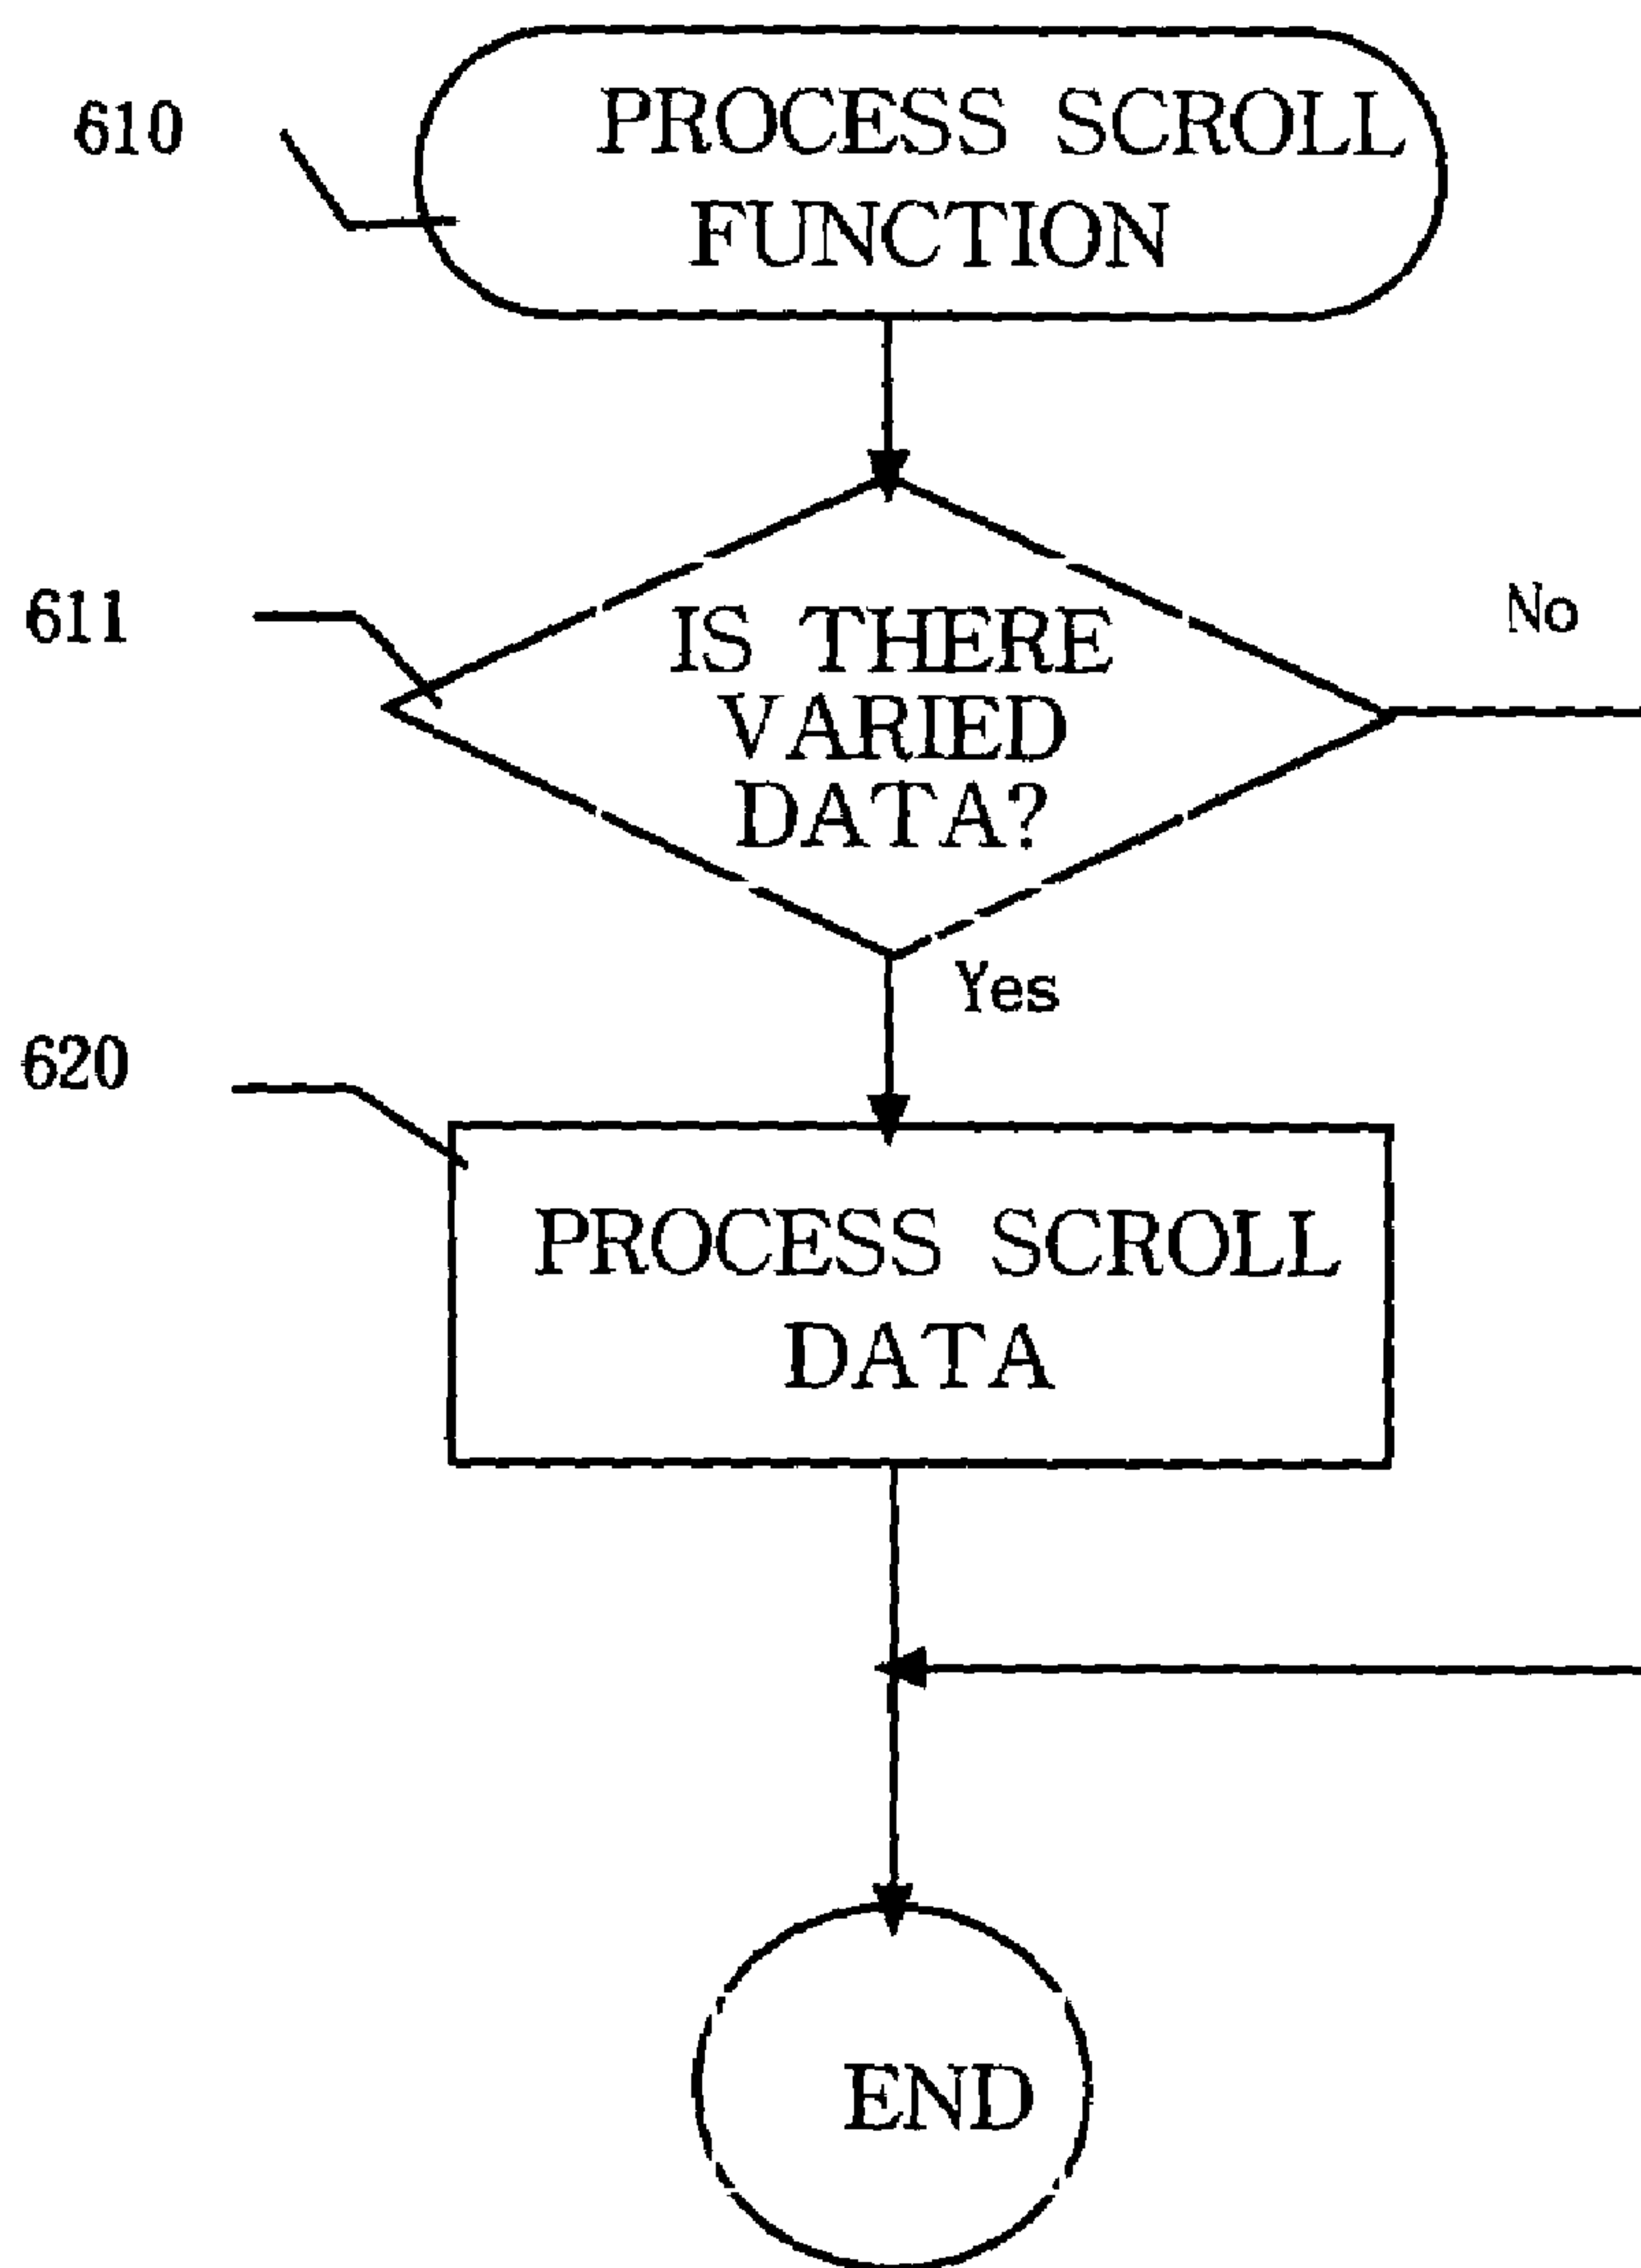 610
PROCESS SCROLL
FUNCTION
611
IS THERE
VARIED
DATA?
No
Yes
620
PROCESS SCROLL
DATA
END